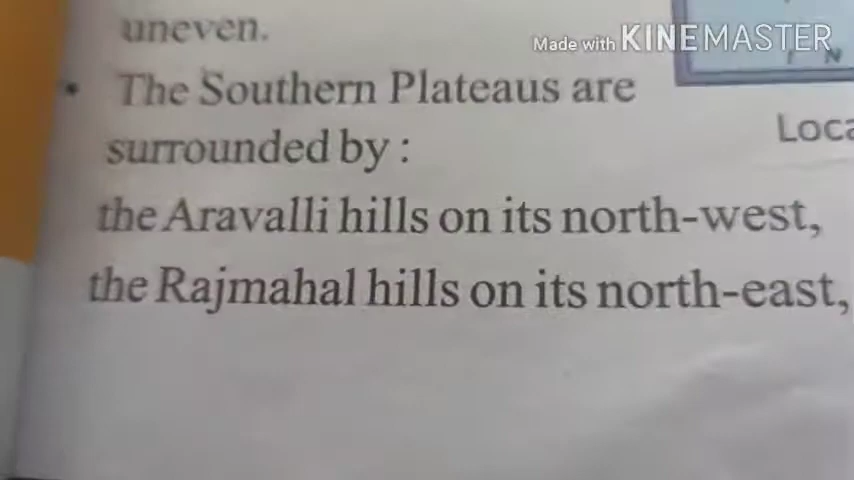 uneven.
Made with KINEMASTER
• The Southern Plateaus are
surrounded by :
Loca
the Aravalli hills on its north-west,
the Rajmahal hills on its north-east,